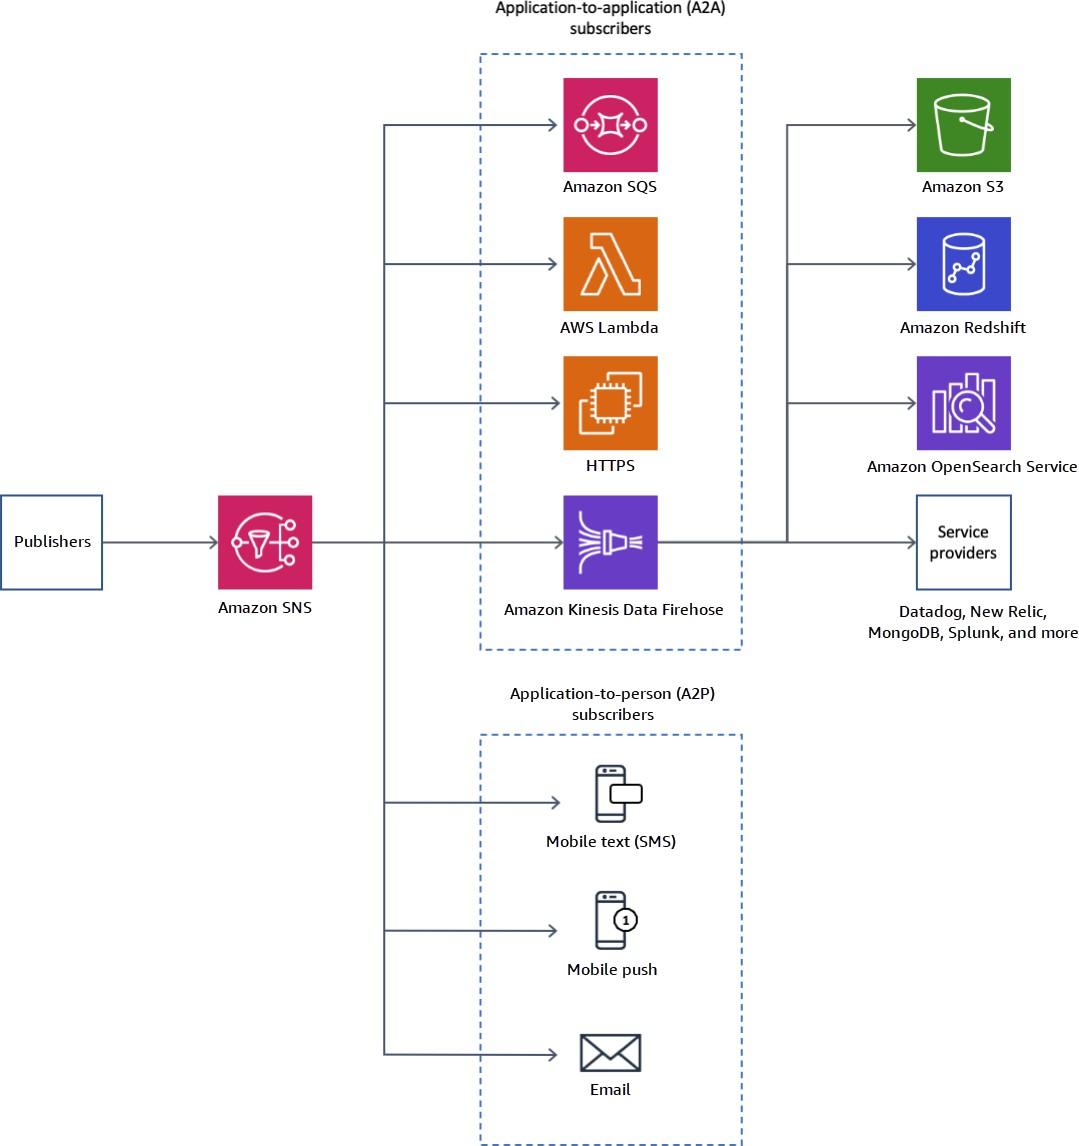 Application-to-application (A2A)
subscribers
Amazon SQS
Amazon S3
AWS Lambda
Amazon Redshift
HTTPS
Amazon OpenSearch Service
Publishers
Amazon SNS
Amazon Kinesis Data Firehose
Service
providers
Datadog, New Relic,
MongoDB, Splunk, and more
Application-to-person (A2P)
subscribers
Mobile text (SMS)
1
Mobile push
Email